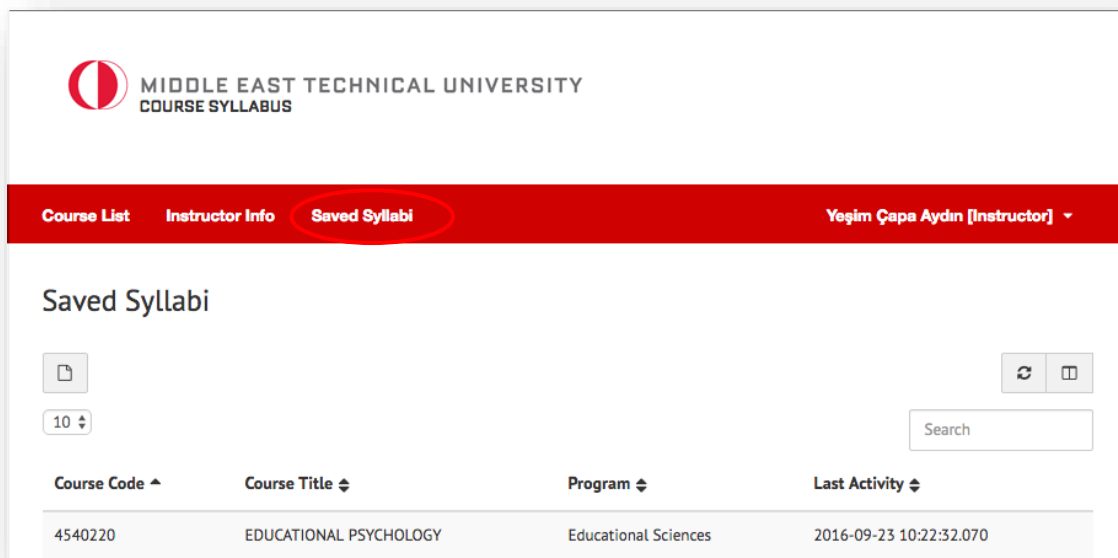 MIDDLE EAST TECHNICAL UNIVERSITY
COURSE SYLLABUS
Course List Instructor Info Saved Syllabi Yeşim Çapa Aydın [Instructor]
Saved Syllabi
10 Search
Course Code Course Title Program Last Activity
4540220 EDUCATIONAL PSYCHOLOGY Educational Sciences 2016-09-23 10:22:32.070